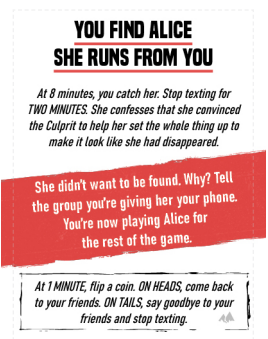 YOU FIND ALICE
SHE RUNS FROM YOU
At 8 minutes, you catch her. Stop texting for
TWO MINUTES. She confesses that she convinced
the Culprit to help her set the whole thing up to
make it look like she had disappeared.
She didn't want to be found. Why? Tell
the group you're giving her your phone.
You're now playing Alice for
the rest of the game.
At 1 MINUTE, flip a coin. ON HEADS, come back
to your friends. ON TAILS, say goodbye to your
friends and stop texting.